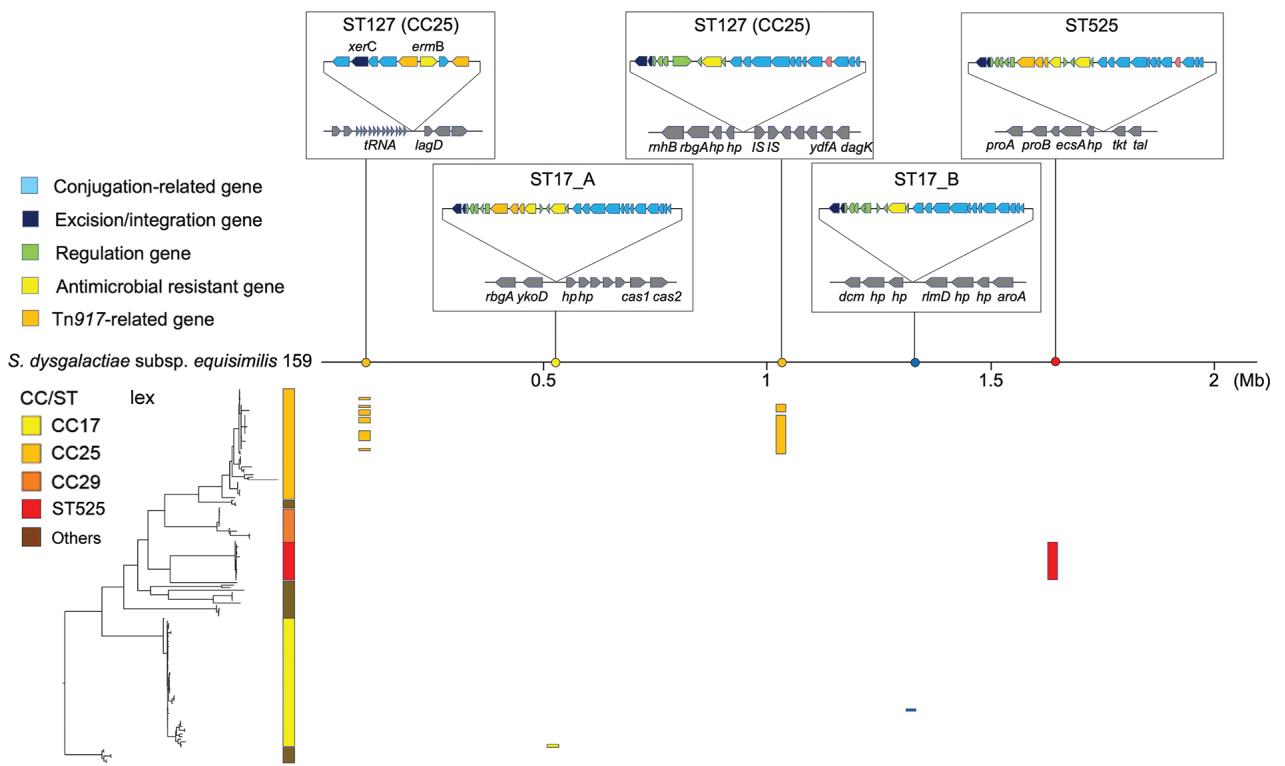 ST127 (CC25)
xerC ermB
tRNA lagD
ST127 (CC25)
rnhB rbgA hp hp IS IS ydfA dagK
ST525
proA proB ecsA hp tkt tal
ST17_A
rbgA ykoD hp hp cas1 cas2
ST17_B
dcm hp hp rlmD hp hp aroA
Conjugation-related gene
Excision/integration gene
Regulation gene
Antimicrobial resistant gene
Tn917-related gene
S. dysgalactiae subsp. equisimilis 159
0.5 1 1.5 2 (Mb)
CC/ST lex
CC17
CC25
CC29
ST525
Others